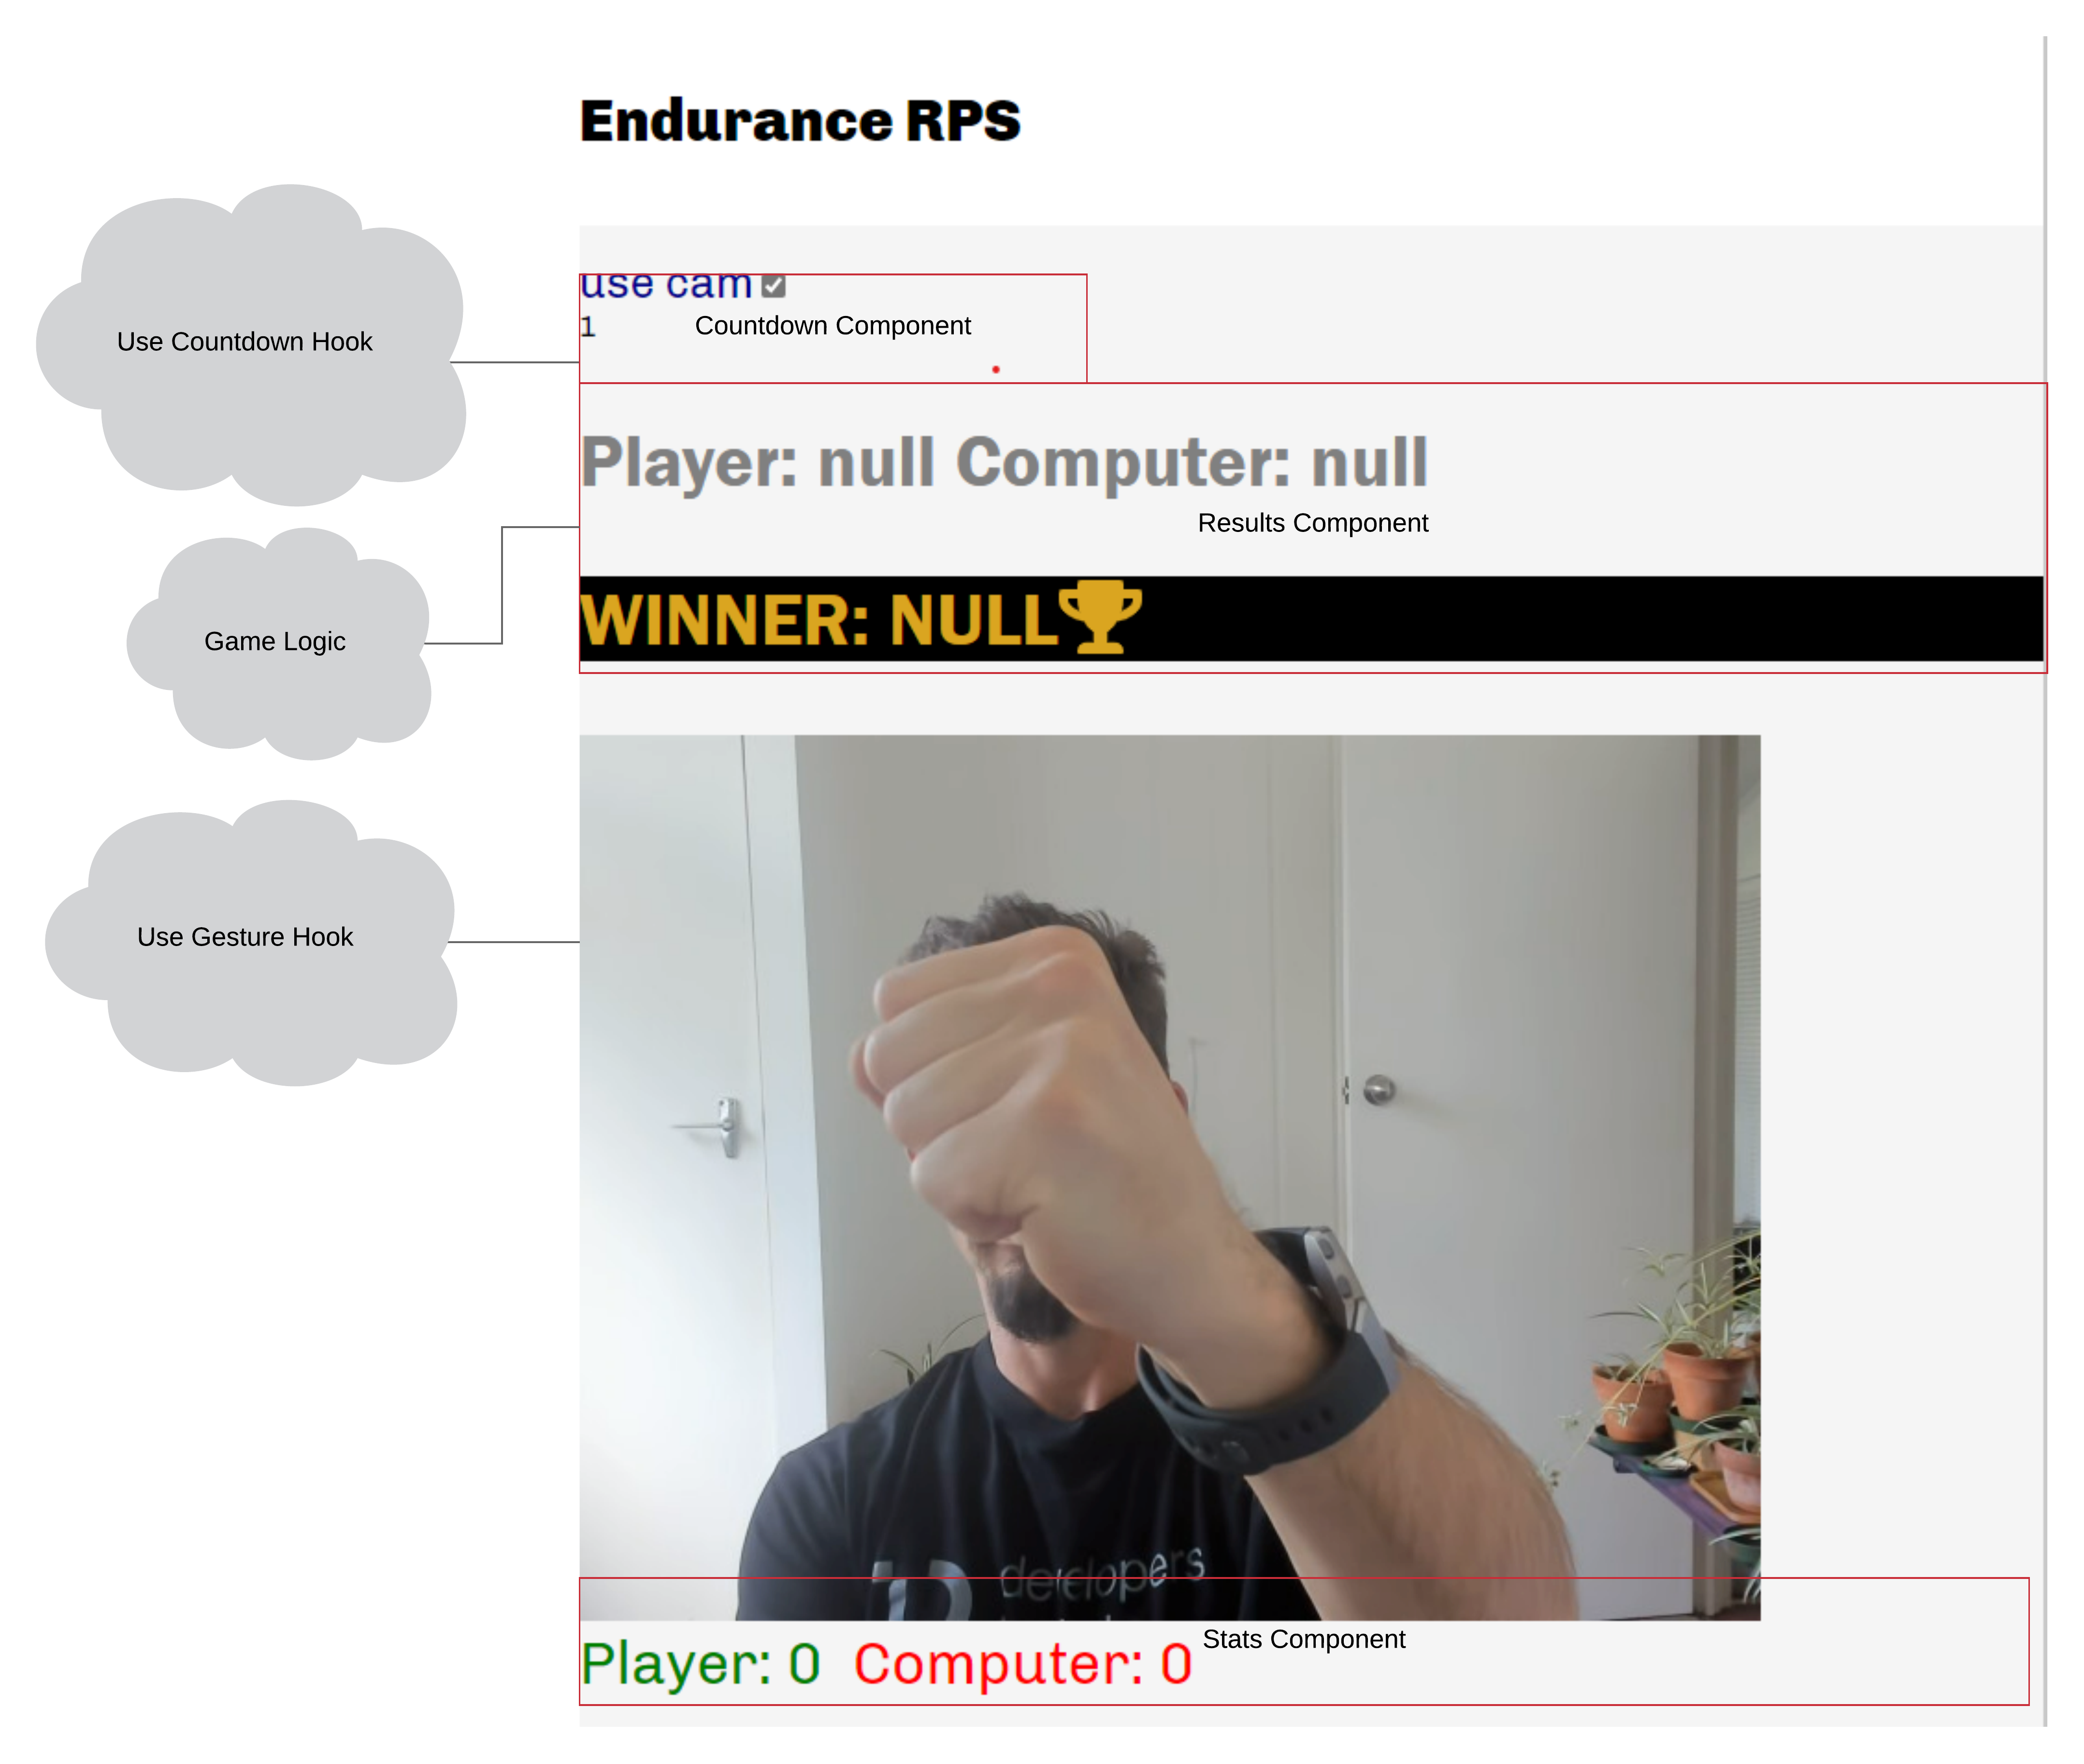 Endurance RPS
use cam
1
Countdown Component
Use Countdown Hook
Player: null Computer: null
Results Component
WINNER: NULL
Game Logic
Use Gesture Hook
developers
Player: 0 Computer: 0
Stats Component